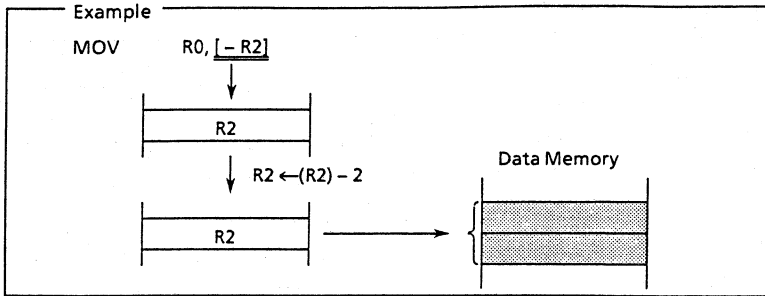 Example
MOV R0, [ – R2]
R2
R2 ←(R2) – 2
Data Memory
R2